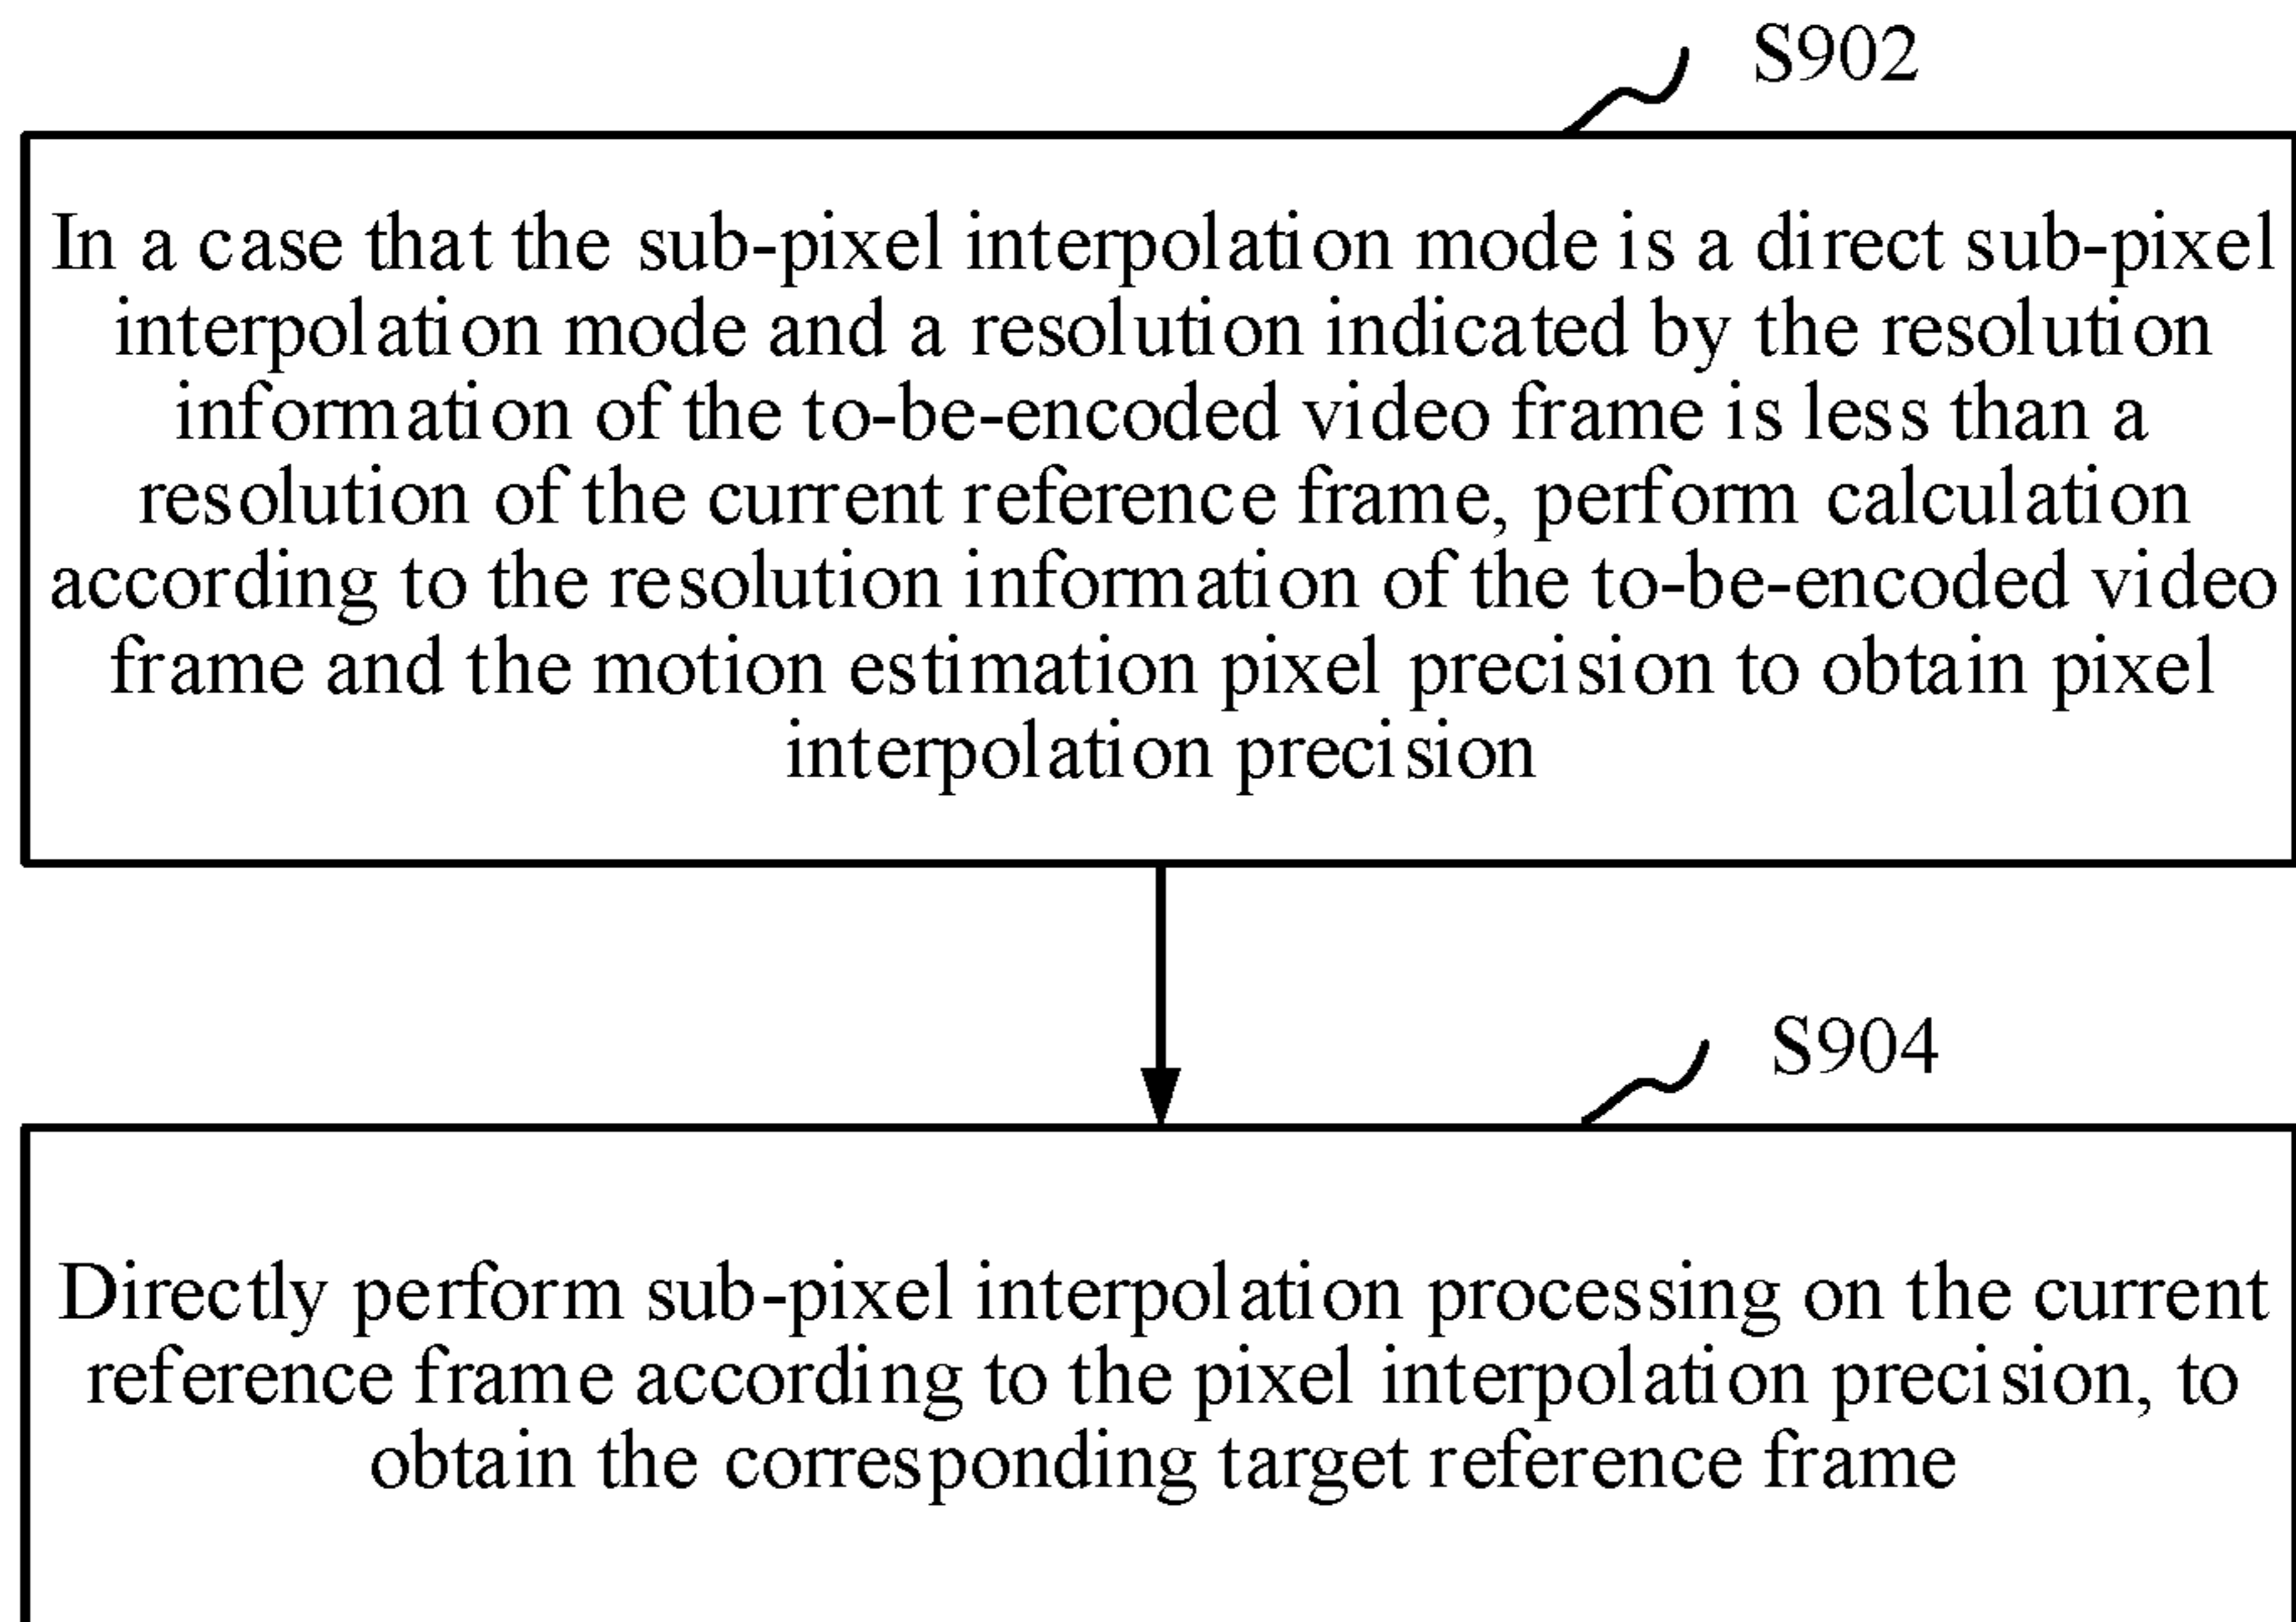 S902
In a case that the sub-pixel interpolation mode is a direct sub-pixel
interpolation mode and a resolution indicated by the resolution
information of the to-be-encoded video frame is less than a
resolution of the current reference frame, perform calculation
according to the resolution information of the to-be-encoded video
frame and the motion estimation pixel precision to obtain pixel
interpolation precision
S904
Directly perform sub-pixel interpolation processing on the current
reference frame according to the pixel interpolation precision, to
obtain the corresponding target reference frame